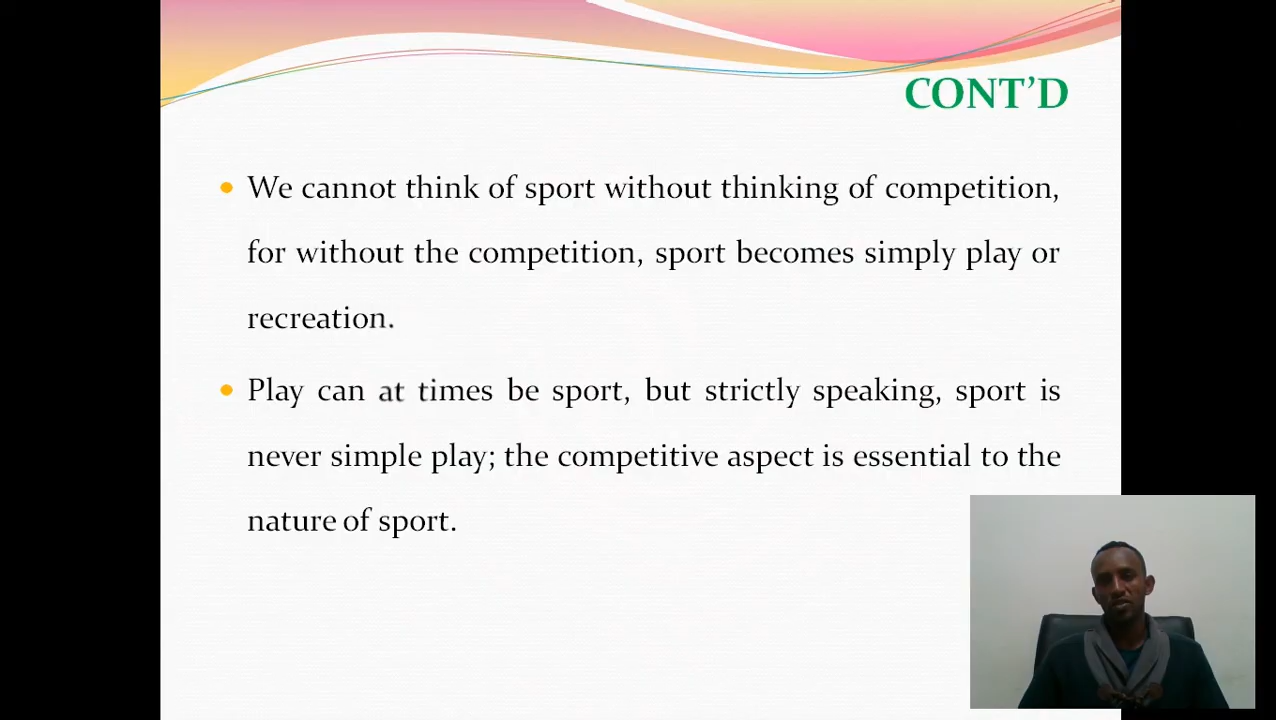 CONT’D
We cannot think of sport without thinking of competition,
for without the competition, sport becomes simply play or
recreation.
Play can at times be sport, but strictly speaking, sport is
never simple play; the competitive aspect is essential to the
nature of sport.